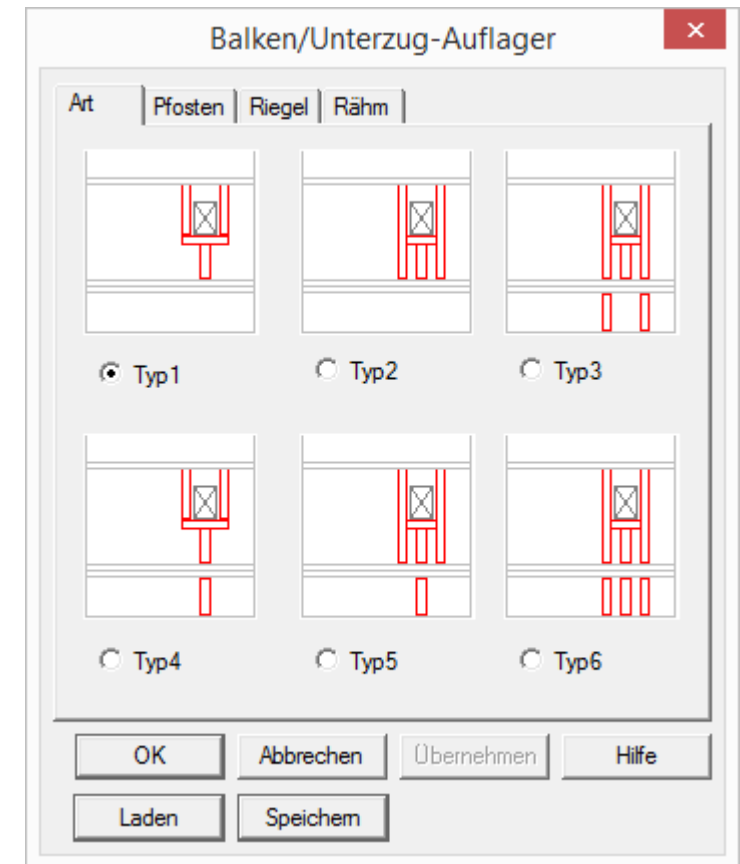 Balken/Unterzug-Auflager
Art Pfosten Riegel Rähm
Typ1 Typ2 Typ3
Typ4 Typ5 Typ6
OK Abbrechen Übernehmen Hilfe
Laden Speichern